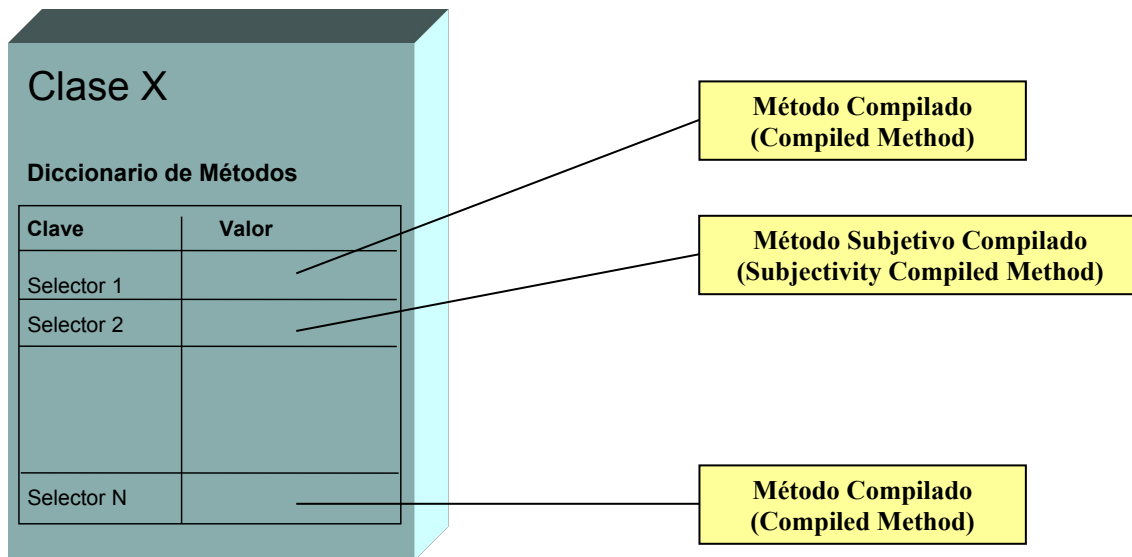 Clase X
Diccionario de Métodos
Clave Valor
Selector 1
Selector 2
Selector N
Método Compilado
(Compiled Method)
Método Subjetivo Compilado
(Subjectivity Compiled Method)
Método Compilado
(Compiled Method)